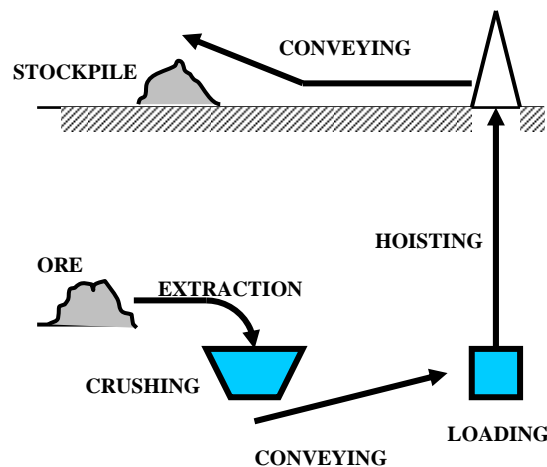 CONVEYING
STOCKPILE
HOISTING
ORE
EXTRACTION
CRUSHING
LOADING
CONVEYING